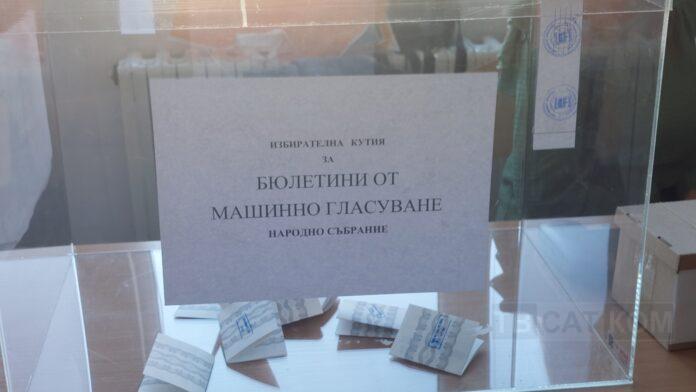 ИЗБИРАТЕЛНА КУТИЯ
ЗА
БЮЛЕТИНИ ОТ
МАШИННО ГЛАСУВАНЕ
НАРОДНО СЪБРАНИЕ